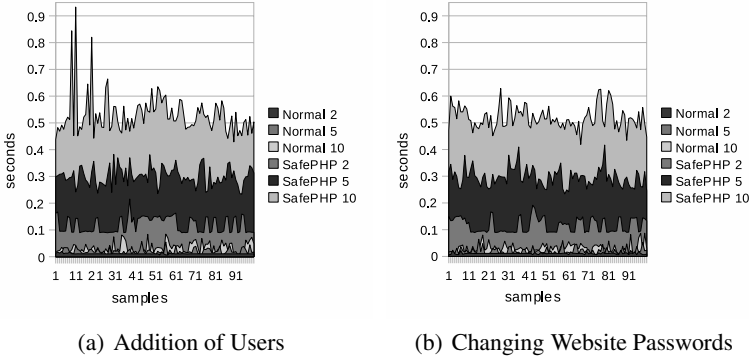 0.9
0.8
0.7
0.6
0.5
0.4
0.3
0.2
0.1
0
seconds
1 11 21 31 41 51 61 71 81 91
samples
Normal 2
Normal 5
Normal 10
SafePHP 2
SafePHP 5
SafePHP 10
(a) Addition of Users
0.9
0.8
0.7
0.6
0.5
0.4
0.3
0.2
0.1
0
seconds
1 11 21 31 41 51 61 71 81 91
samples
Normal 2
Normal 5
Normal 10
SafePHP 2
SafePHP 5
SafePHP 10
(b) Changing Website Passwords